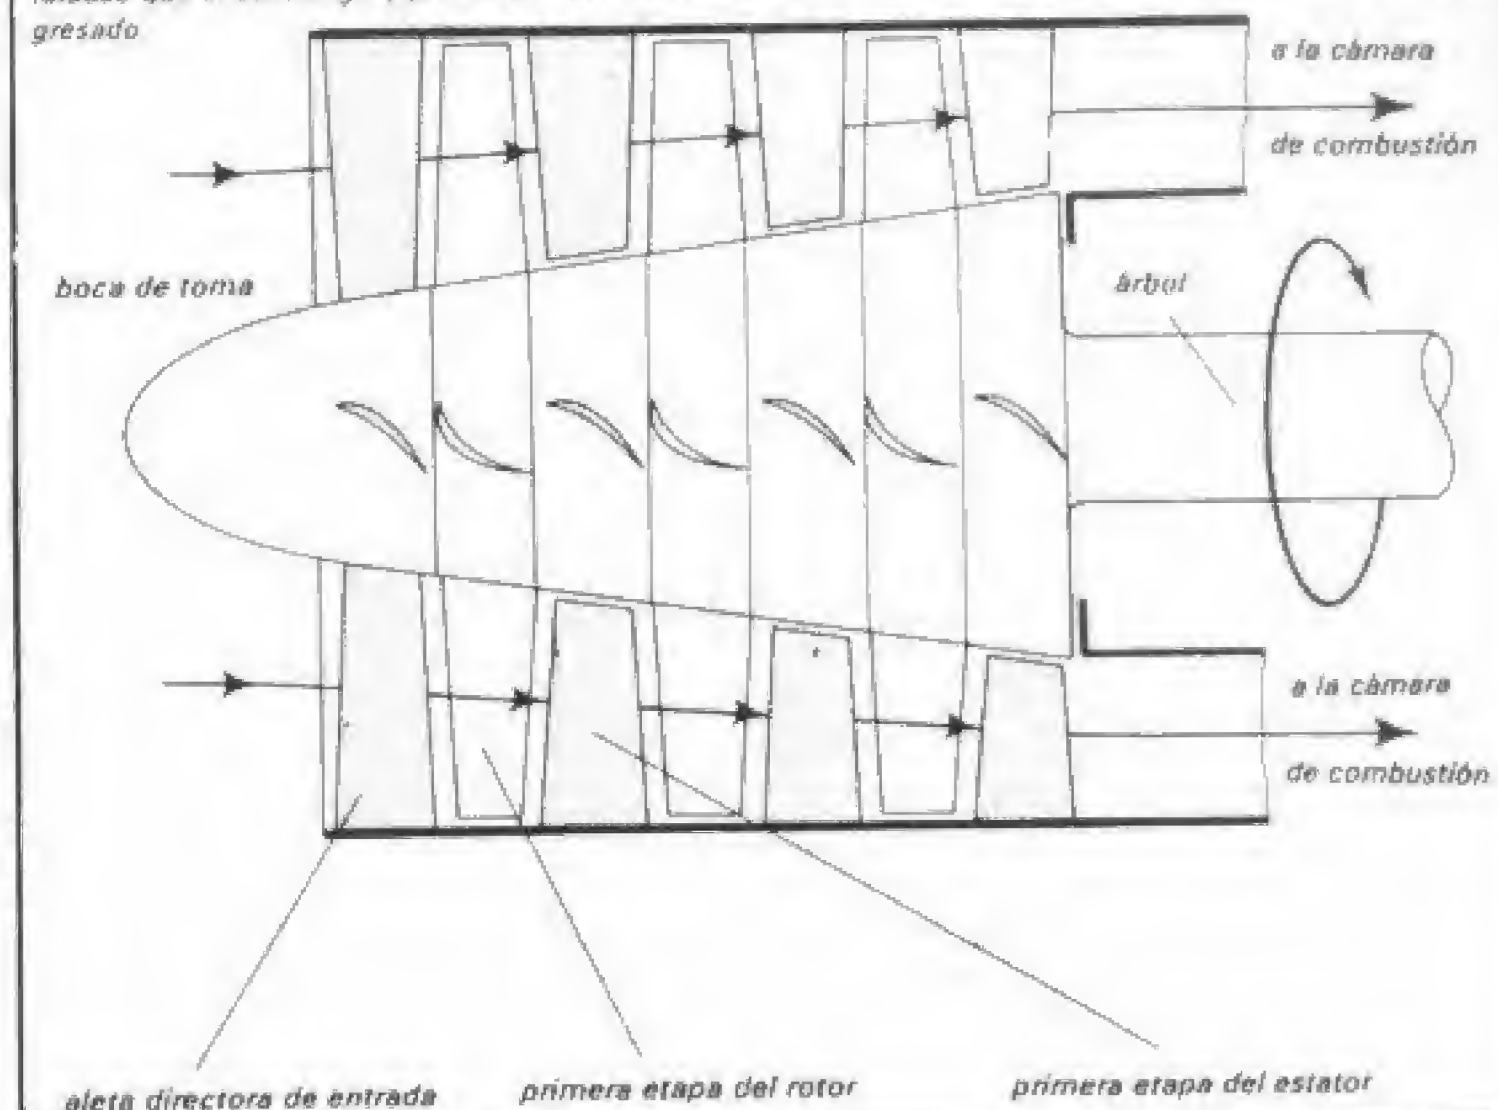 gresado
a la cámara
de combustión
boca de toma
árbol
a la cámara
de combustión
aleta directora de entrada
primera etapa del rotor
primera etapa del estator